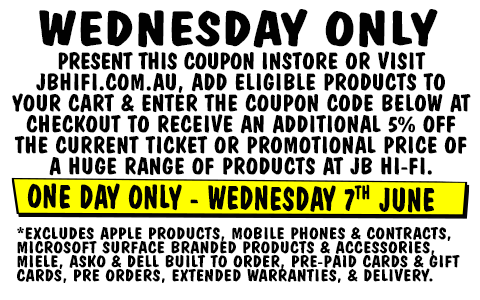 WEDNESDAY ONLY
PRESENT THIS COUPON INSTORE OR VISIT
JBHIFI.COM.AU, ADD ELIGIBLE PRODUCTS TO
YOUR CART & ENTER THE COUPON CODE BELOW AT
CHECKOUT TO RECEIVE AN ADDITIONAL 5% OFF
THE CURRENT TICKET OR PROMOTIONAL PRICE OF
A HUGE RANGE OF PRODUCTS AT JB HI-FI.
ONE DAY ONLY - WEDNESDAY 7TH JUNE
*EXCLUDES APPLE PRODUCTS, MOBILE PHONES & CONTRACTS,
MICROSOFT SURFACE BRANDED PRODUCTS & ACCESSORIES,
MIELE, ASKO & DELL BUILT TO ORDER, PRE-PAID CARDS & GIFT
CARDS, PRE ORDERS, EXTENDED WARRANTIES, & DELIVERY.